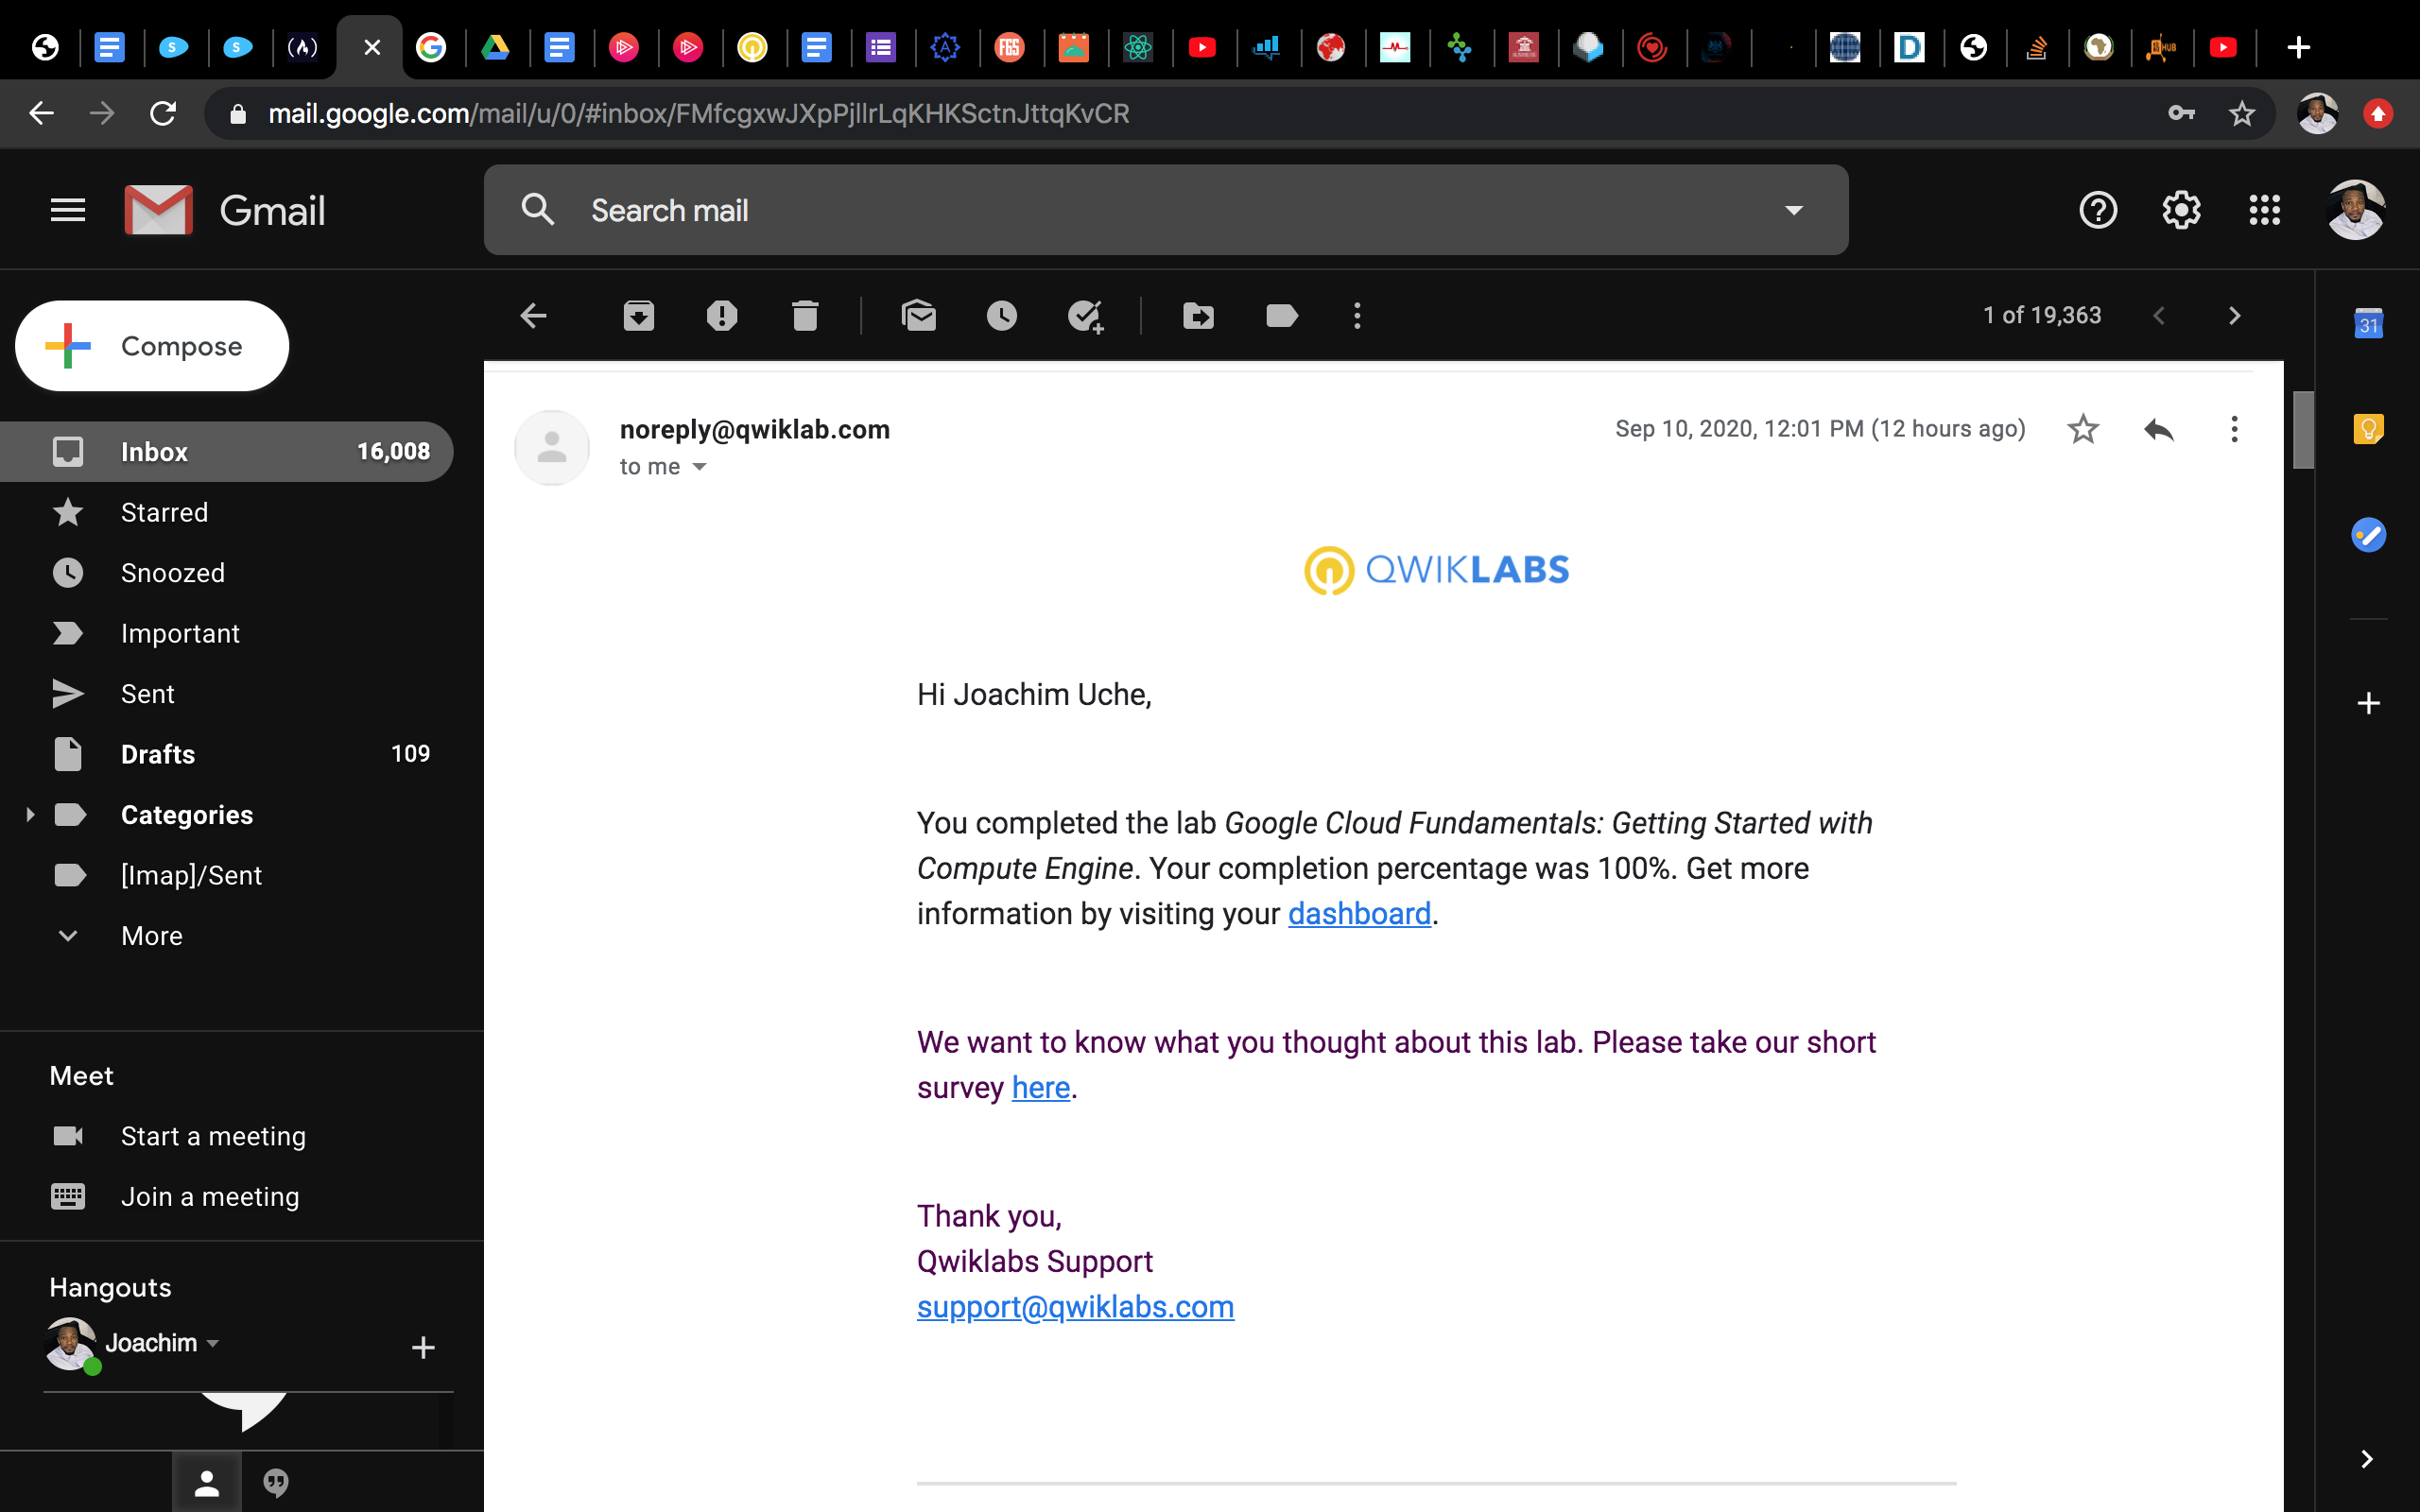 mail.google.com/mail/u/0/#inbox/FMfcgxwJXpPjllrLqKHKSctnJttqKvCR
Gmail
Search mail
Compose
1 of 19,363
31
Inbox 16,008
Starred
Snoozed
Important
Sent
Drafts 109
Categories
[Imap]/Sent
More
Meet
Start a meeting
Join a meeting
Hangouts
Joachim
noreply@qwiklab.com
Sep 10, 2020, 12:01 PM (12 hours ago)
to me
QWIKLABS
Hi Joachim Uche,
You completed the lab Google Cloud Fundamentals: Getting Started with
Compute Engine. Your completion percentage was 100%. Get more
information by visiting your dashboard.
We want to know what you thought about this lab. Please take our short
survey here.
Thank you,
Qwiklabs Support
support@qwiklabs.com